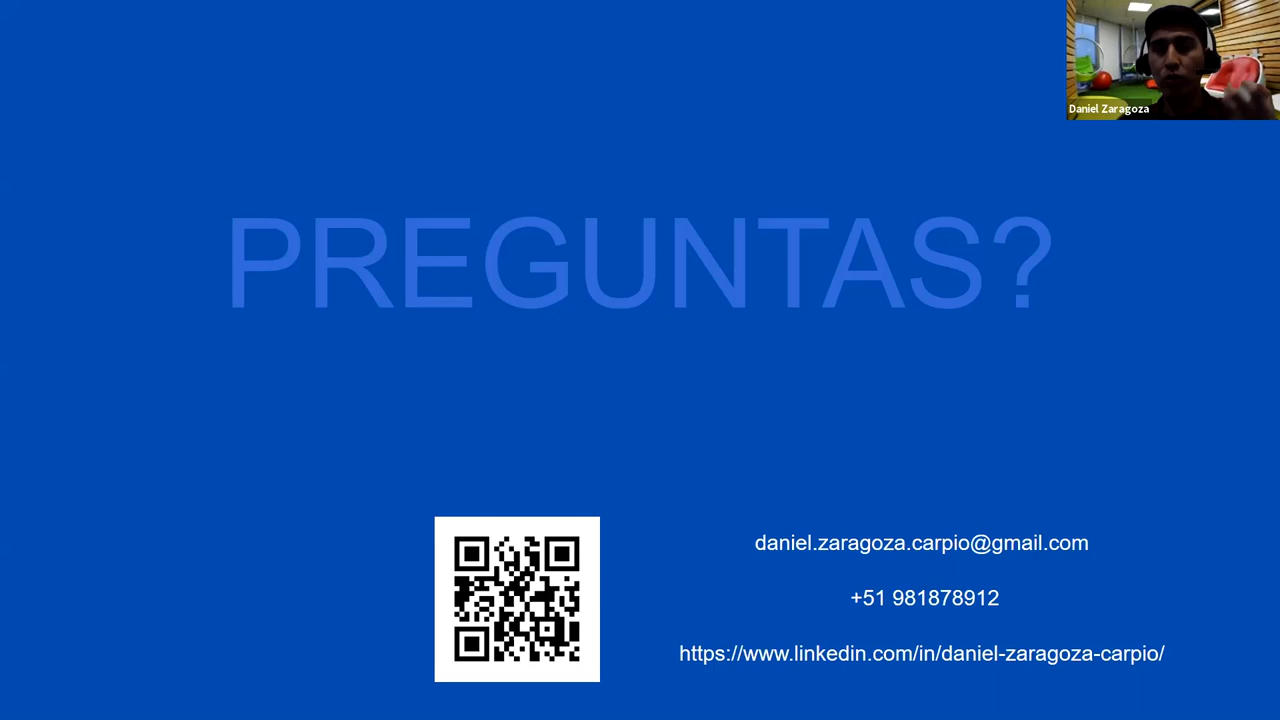 Daniel Zaragoza
PREGUNTAS?
daniel.zaragoza.carpio@gmail.com
+51 981878912
https://www.linkedin.com/in/daniel-zaragoza-carpio/